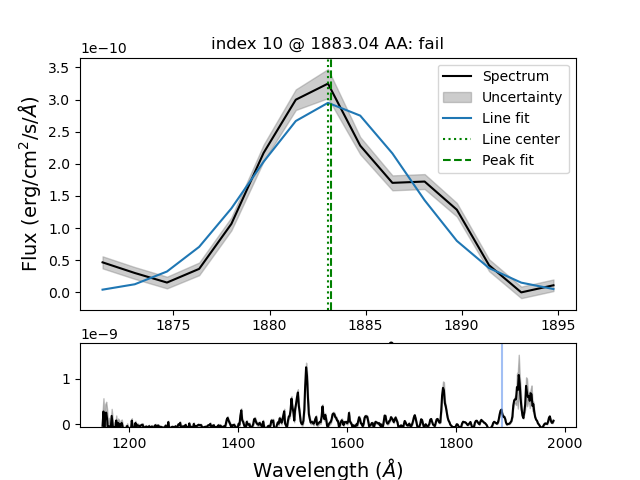 index 10 @ 1883.04 AA: fail
1e−10
Flux (erg/cm²/s/Å)
3.5
3.0
2.5
2.0
1.5
1.0
0.5
0.0
Spectrum
Uncertainty
Line fit
Line center
Peak fit
1875 1880 1885 1890 1895
1e−9
1
0
1200 1400 1600 1800 2000
Wavelength (Å)